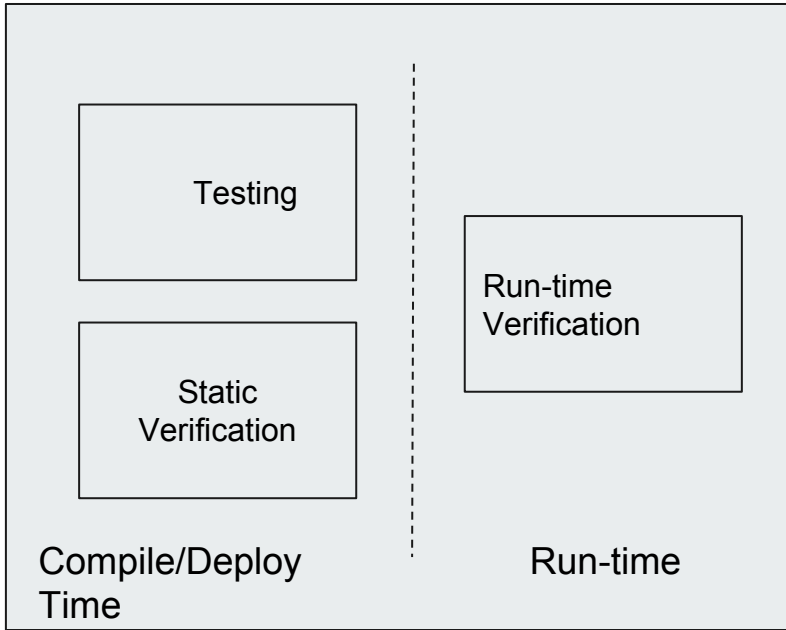 Testing
Static
Verification
Compile/Deploy
Time
Run-time
Verification
Run-time